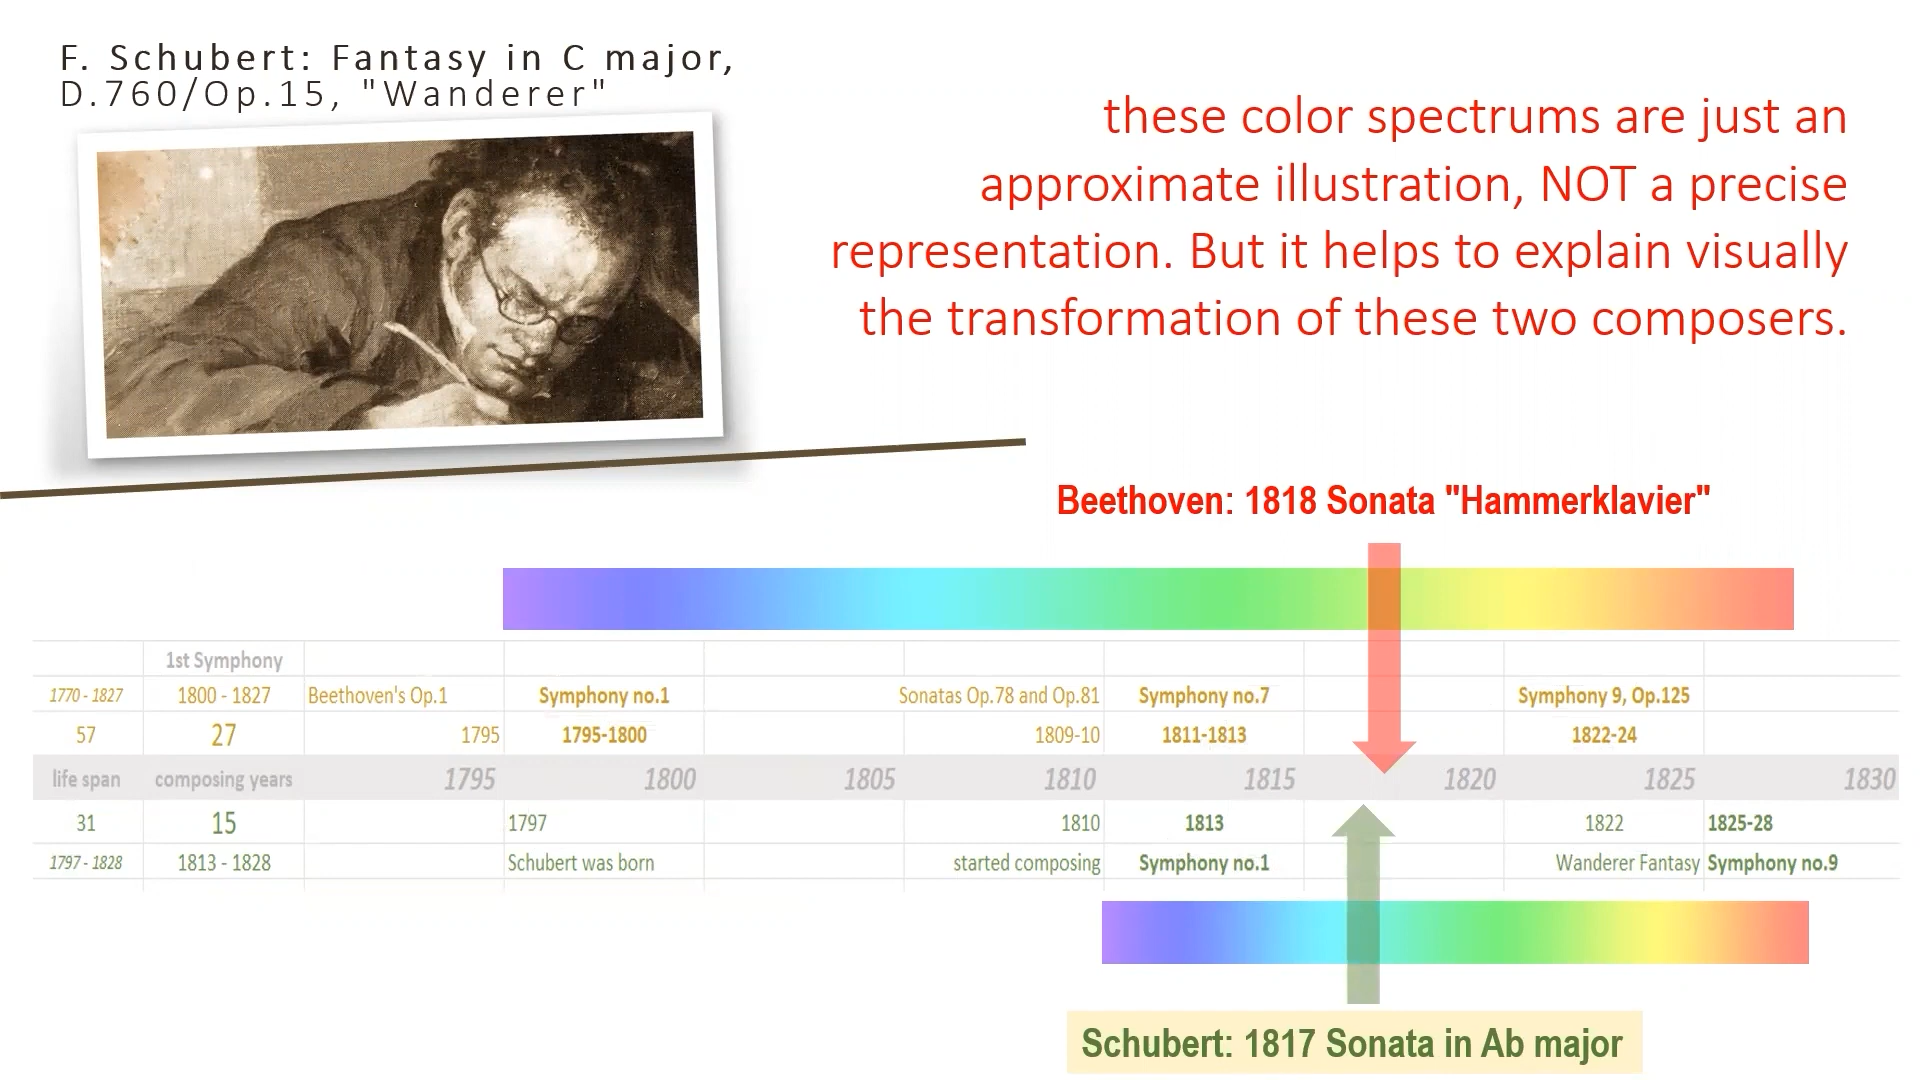 F. Schubert: Fantasy in C major,
D.760/Op.15, "Wanderer"
these color spectrums are just an
approximate illustration, NOT a precise
representation. But it helps to explain visually
the transformation of these two composers.
Beethoven: 1818 Sonata "Hammerklavier"
1st Symphony
1770 - 1827 1800 - 1827 Beethoven's Op.1 Symphony no.1 Sonatas Op.78 and Op.81 Symphony no.7 Symphony 9, Op.125
57 27 1795 1795-1800 1809-10 1811-1813 1822-24
life span composing years 1795 1800 1805 1810 1815 1820 1825 1830
31 15 1797 1810 1813 1822 1825-28
1797 - 1828 1813 - 1828 Schubert was born started composing Symphony no.1 Wanderer Fantasy Symphony no.9
Schubert: 1817 Sonata in Ab major